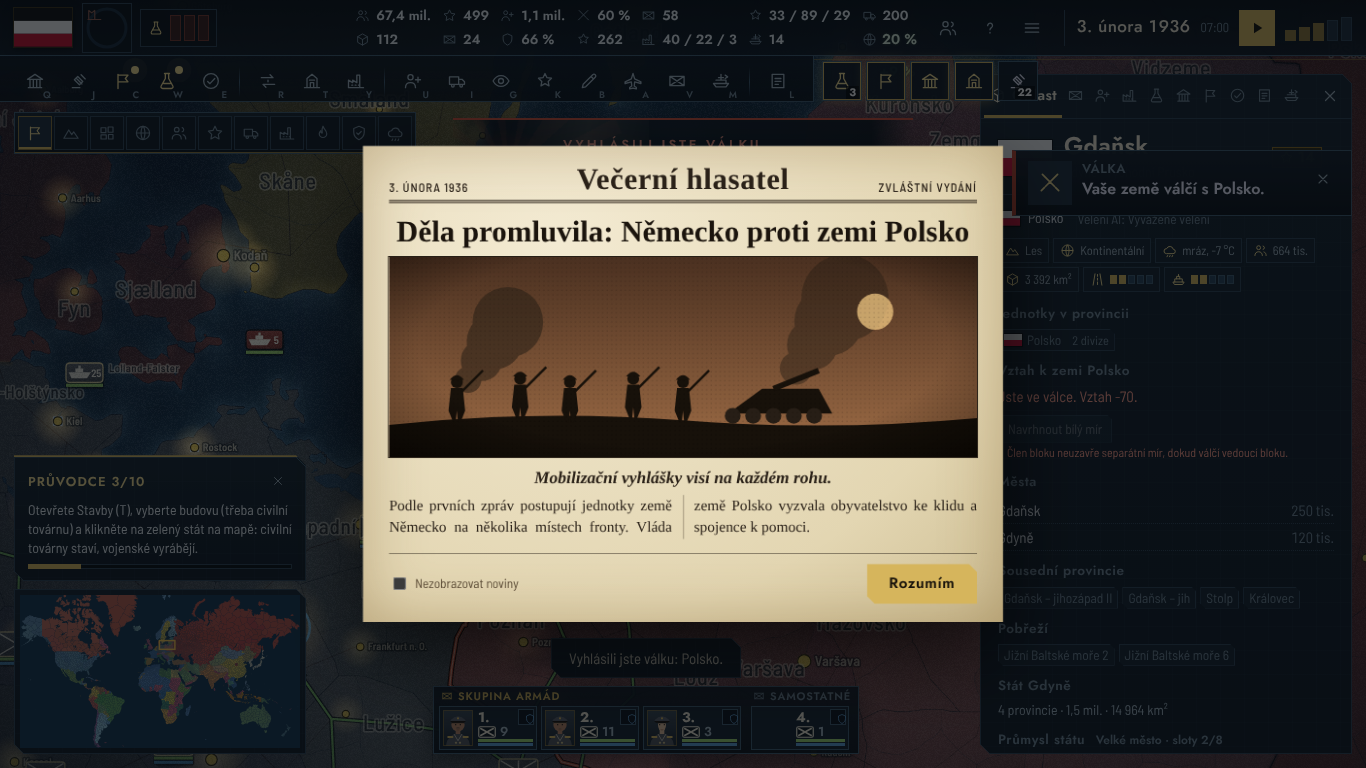 67,4 mil. 499 1,1 mil. 60 % 58 33 / 89 / 29 200
112 24 66 % 262 40 / 22 / 3 14 20 %
? 3. února 1936 07:00
Q J C W E R T Y U I G K B A V M L
3 22
Vidzeme
Kuronsko
Skåne
Aarhus
Kodaň
Sjælland
Fyn
5
25
Lolland-Falster
-Holštýnsko
Kiel
Rostock
VYHLÁSILI JSTE VÁLKU
3. ÚNORA 1936
Večerní hlasatel
ZVLÁŠTNÍ VYDÁNÍ
Děla promluvila: Německo proti zemi Polsko
Mobilizační vyhlášky visí na každém rohu.
Podle prvních zpráv postupují jednotky země
Německo na několika místech fronty. Vláda
země Polsko vyzvala obyvatelstvo ke klidu a
spojence k pomoci.
Nezobrazovat noviny
Rozumím
PRŮVODCE 3/10
Otevřete Stavby (T), vyberte budovu (třeba civilní
továrnu) a klikněte na zelený stát na mapě: civilní
továrny staví, vojenské vyrábějí.
Frankfurt n. O.
Lužice
Varšava
Vyhlásili jste válku: Polsko.
SKUPINA ARMÁD
SAMOSTATNÉ
1. 9
2. 11
3. 3
4. 1
Gdaňsk
VÁLKA
Vaše země válčí s Polsko.
Polsko Velení AI: Vyvážené velení
Les Kontinentální mráz, -7 °C 664 tis.
3 392 km²
ednotky v provincii
Polsko 2 divize
Vztah k zemi Polsko
ste ve válce. Vztah -70.
Navrhnout bílý mír
Člen bloku neuzavře separátní mír, dokud válčí vedoucí bloku.
Města
Gdaňsk 250 tis.
Gdyně 120 tis.
Sousední provincie
Gdaňsk – jihozápad II Gdaňsk – jih Stolp Královec
Pobřeží
Jižní Baltské moře 2 Jižní Baltské moře 6
Stát Gdyně
4 provincie · 1,5 mil. · 14 964 km²
Průmysl státu Velké město · sloty 2/8